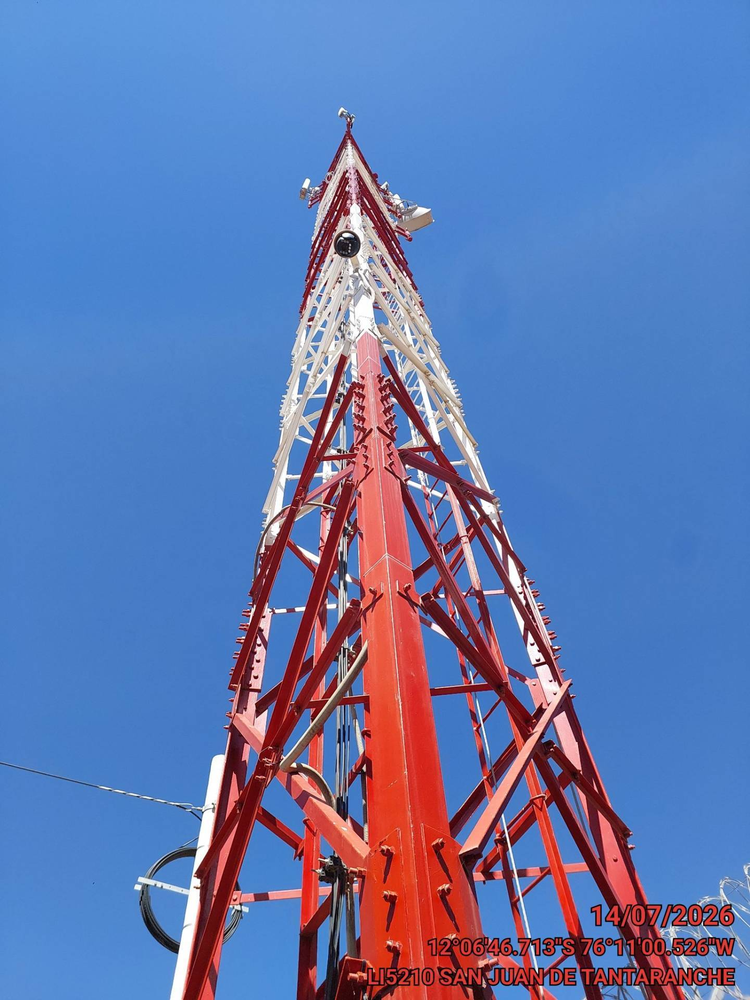 14/07/2026
12°06'46.713"S 76°11'00.526"W
LI5210 SAN JUAN DE TANTARANCHE